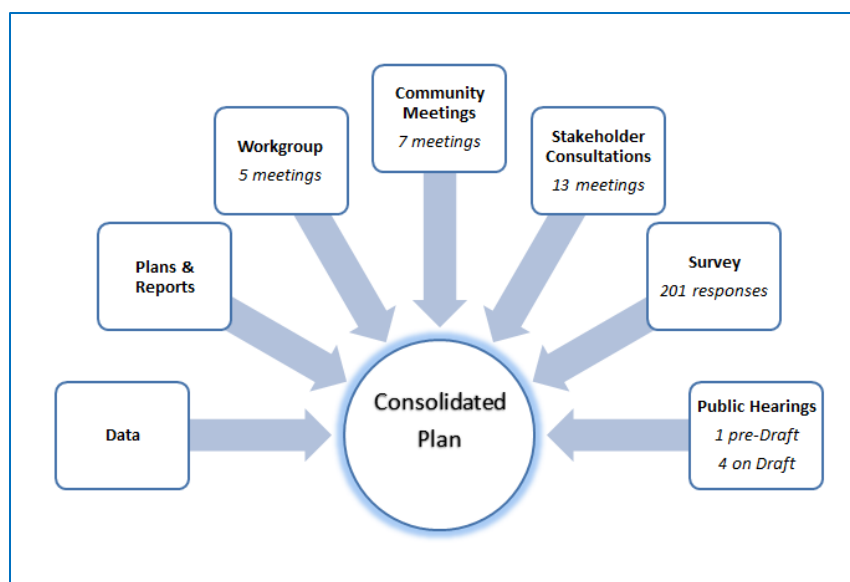 Community
Meetings
7 meetings
Workgroup
5 meetings
Stakeholder
Consultations
13 meetings
Plans &
Reports
Survey
201 responses
Data
Consolidated
Plan
Public Hearings
1 pre-Draft
4 on Draft